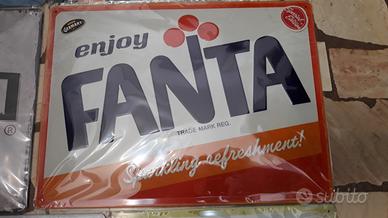 enjoy
FANTA
TRADE MARK REG.
Sparkling refreshment!
subito
®